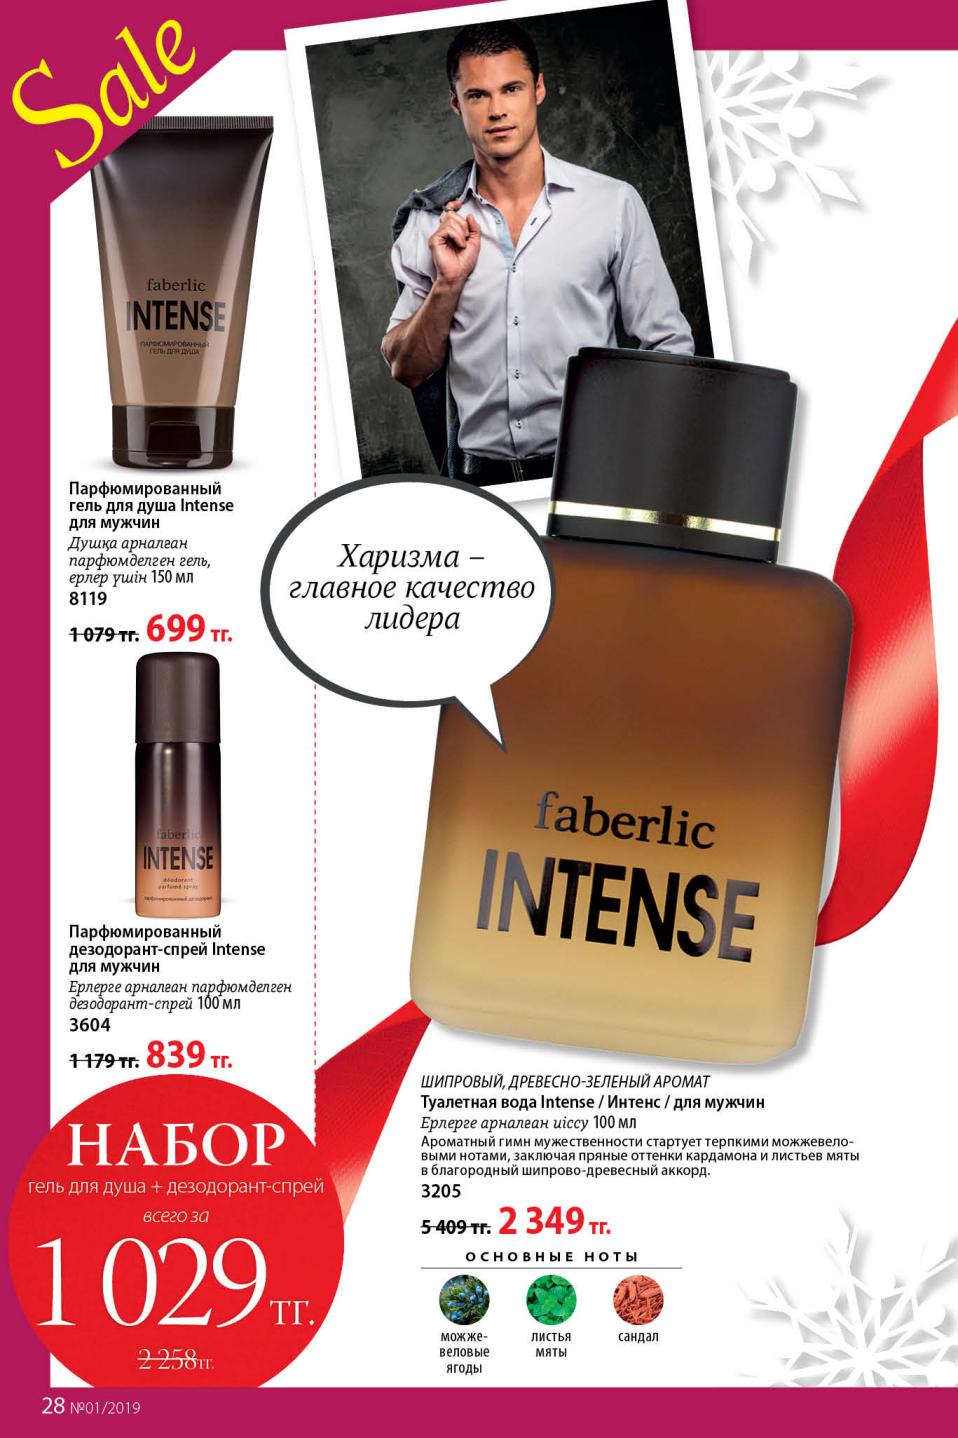 Sale
faberlic
INTENSE
ПАРФЮМИРОВАННЫЙ
ГЕЛЬ ДЛЯ ДУША
Парфюмированный
гель для душа Intense
для мужчин
Душқа арналған
парфюмделген гель,
ерлер үшін 150 мл
8119
1 079 тг. 699 тг.
faberlic
INTENSE
déodorant
parfumé spray
парфюмированный дезодорант
Парфюмированный
дезодорант-спрей Intense
для мужчин
Ерлерге арналған парфюмделген
дезодорант-спрей 100 мл
3604
1 179 тг. 839 тг.
НАБОР
гель для душа + дезодорант-спрей
всего за
1 029 тг.
2 258 тг.
Харизма –
главное качество
лидера
faberlic
INTENSE
ШИПРОВЫЙ, ДРЕВЕСНО-ЗЕЛЕНЫЙ АРОМАТ
Туалетная вода Intense / Интенс / для мужчин
Ерлерге арналған иіссу 100 мл
Ароматный гимн мужественности стартует терпкими можжевело-
выми нотами, заключая пряные оттенки кардамона и листьев мяты
в благородный шипрово-древесный аккорд.
3205
5 409 тг. 2 349 тг.
ОСНОВНЫЕ НОТЫ
можже-
веловые
ягоды
листья
мяты
сандал
28 №01/2019